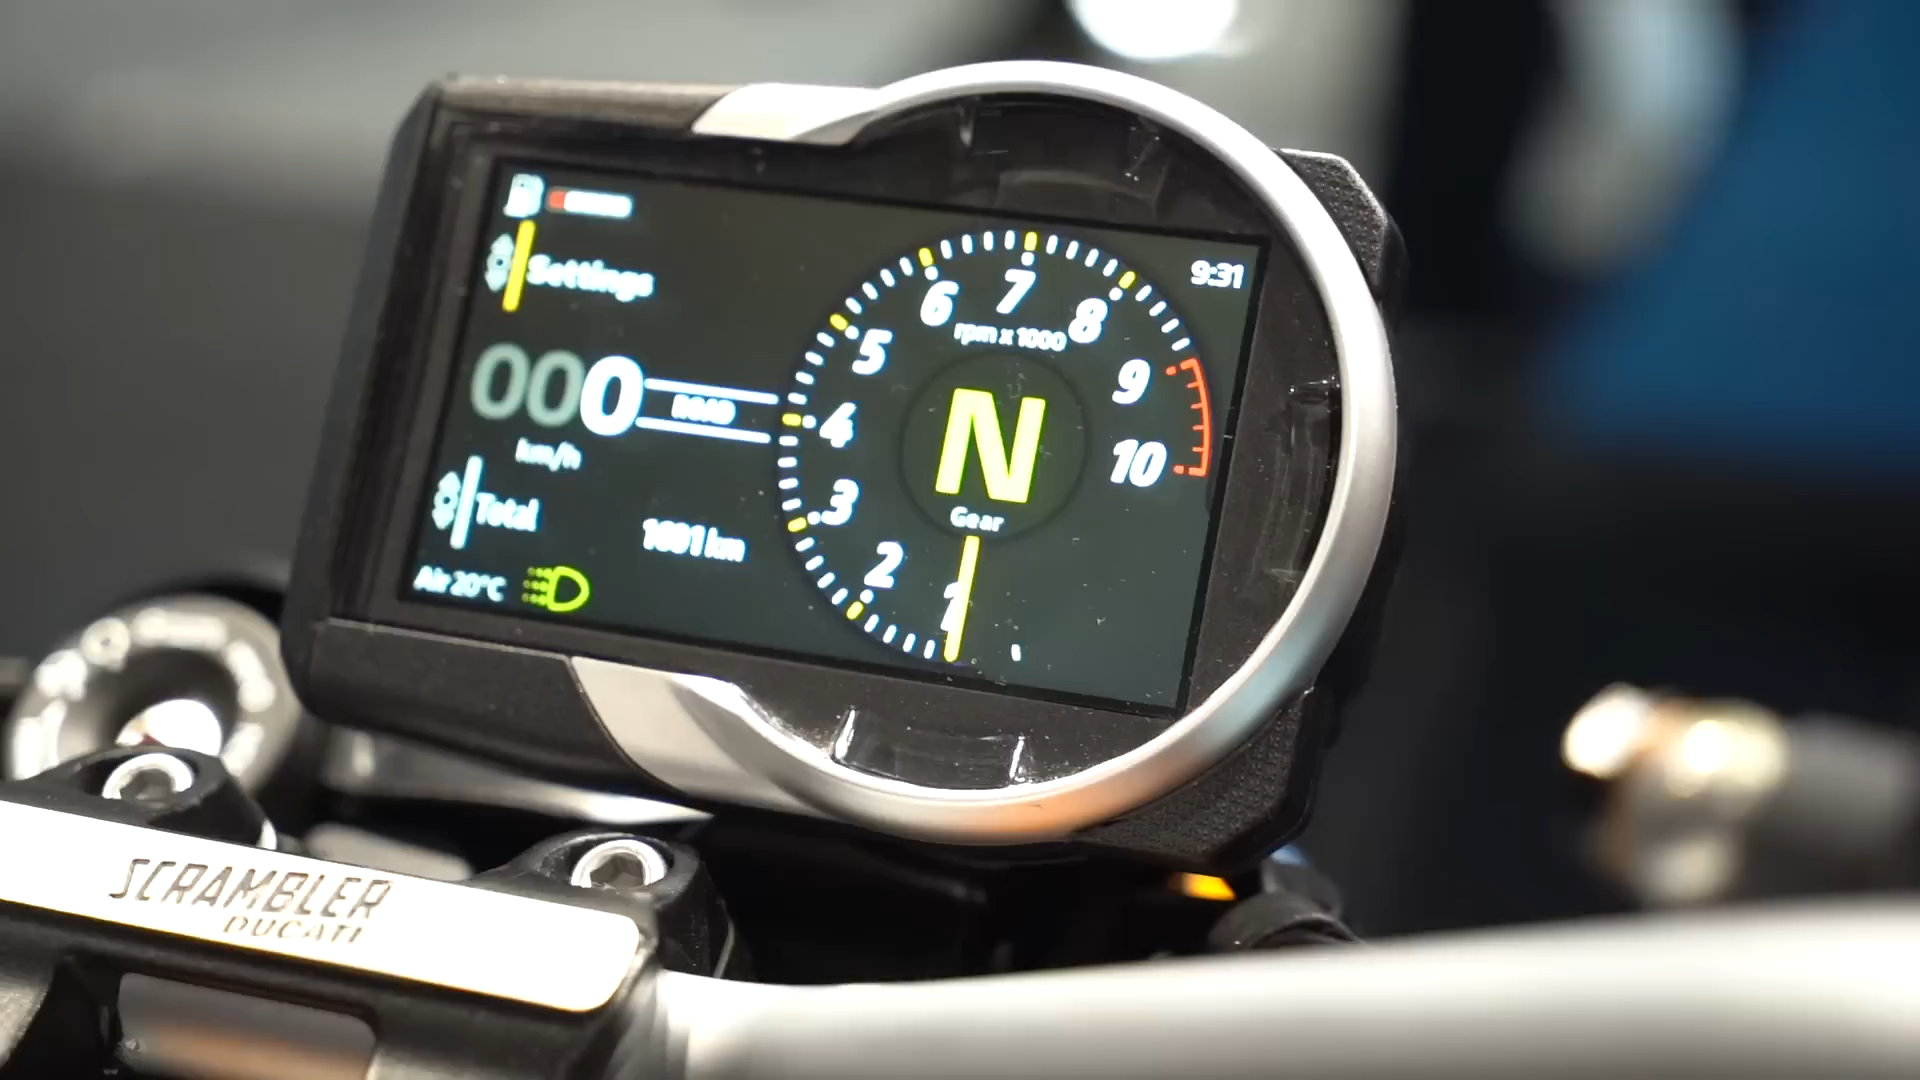 Settings
9:31
000
km/h
ROAD
Total
1001 km
Air 20°C
1
2
3
4
5
6
7
8
9
10
rpm x 1000
N
Gear
SCRAMBLER
DUCATI